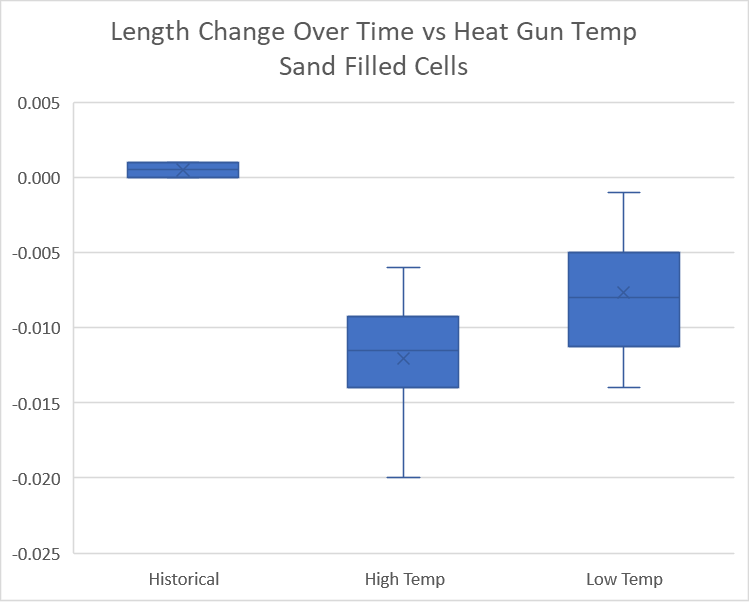 Length Change Over Time vs Heat Gun Temp
Sand Filled Cells
0.005
0.000
-0.005
-0.010
-0.015
-0.020
-0.025
Historical
High Temp
Low Temp